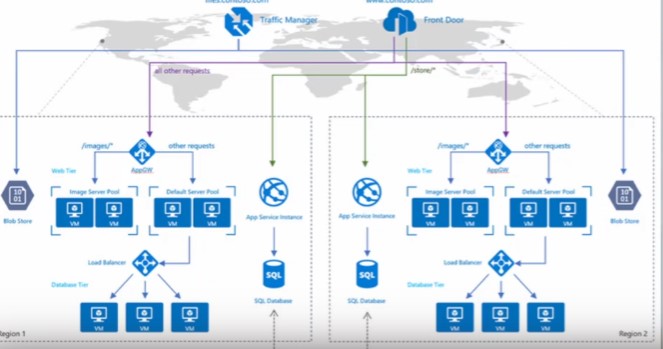 Traffic Manager
www.contoso.com
Front Door
all other requests
/store/*
/images/*
other requests
AppGW
Web Tier
Image Server Pool
Default Server Pool
VM
VM
VM
VM
Blob Store
App Service Instance
Load Balancer
Database Tier
SQL
SQL Database
VM
VM
VM
Region 1
/images/*
other requests
AppGW
Web Tier
Image Server Pool
Default Server Pool
VM
VM
VM
VM
App Service Instance
10
01
Blob Store
Load Balancer
Database Tier
SQL
SQL Database
VM
VM
VM
Region 2
10
01